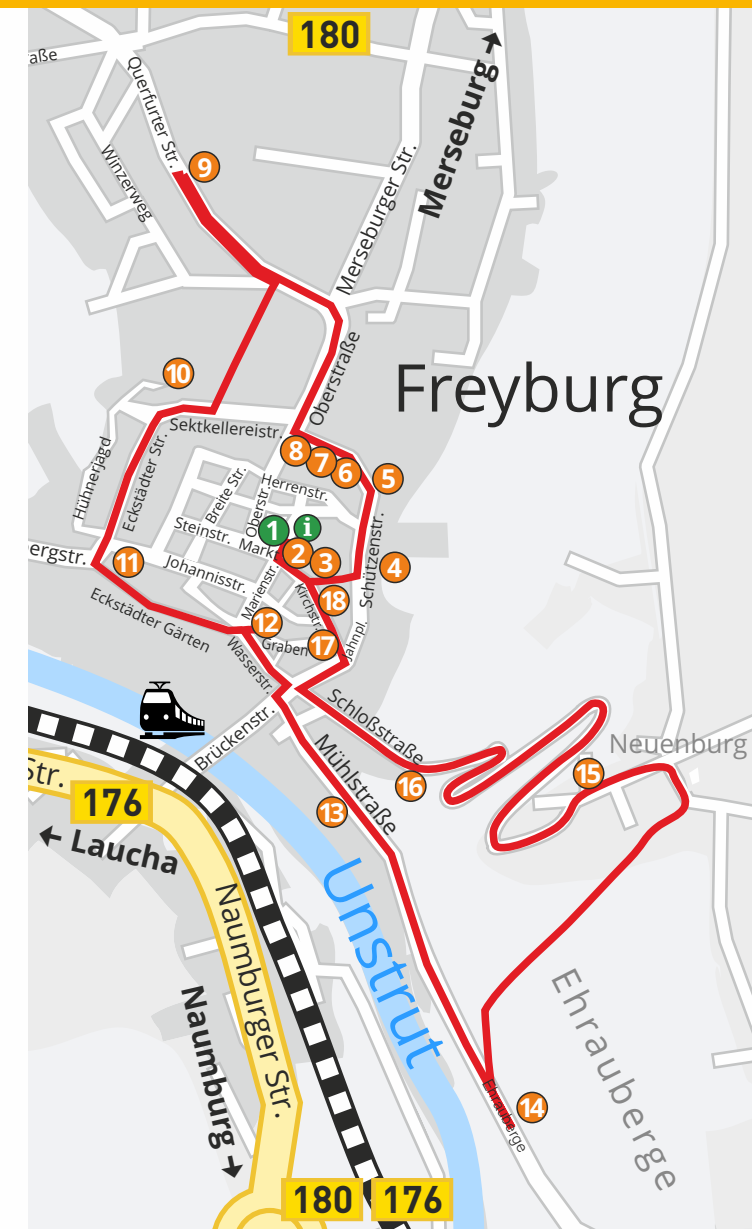 180
aße
Querfurter Str.
Merseburg
9
Winzerweg
Merseburger Str.
10
Freyburg
Oberstraße
Sektkellereistr.
Hühnerjagd
Eckstädter Str.
8
7
6
5
Breite Str.
Herrenstr.
Oberstr.
Steinstr.
Markt
1
i
2
3
4
Schützenstr.
ergstr.
11
Johannisstr.
Marienstr.
Kirchstr.
18
Eckstädter Gärten
12
Graben
17
Jahnpl.
Wasserstr.
Schloßstraße
Brückenstr.
Neuenburg
15
16
Mühlstraße
13
Str.
176
Laucha
Unstrut
Naumburger Str.
Naumburg
Ehrauberge
14
Ehrauberge
180
176